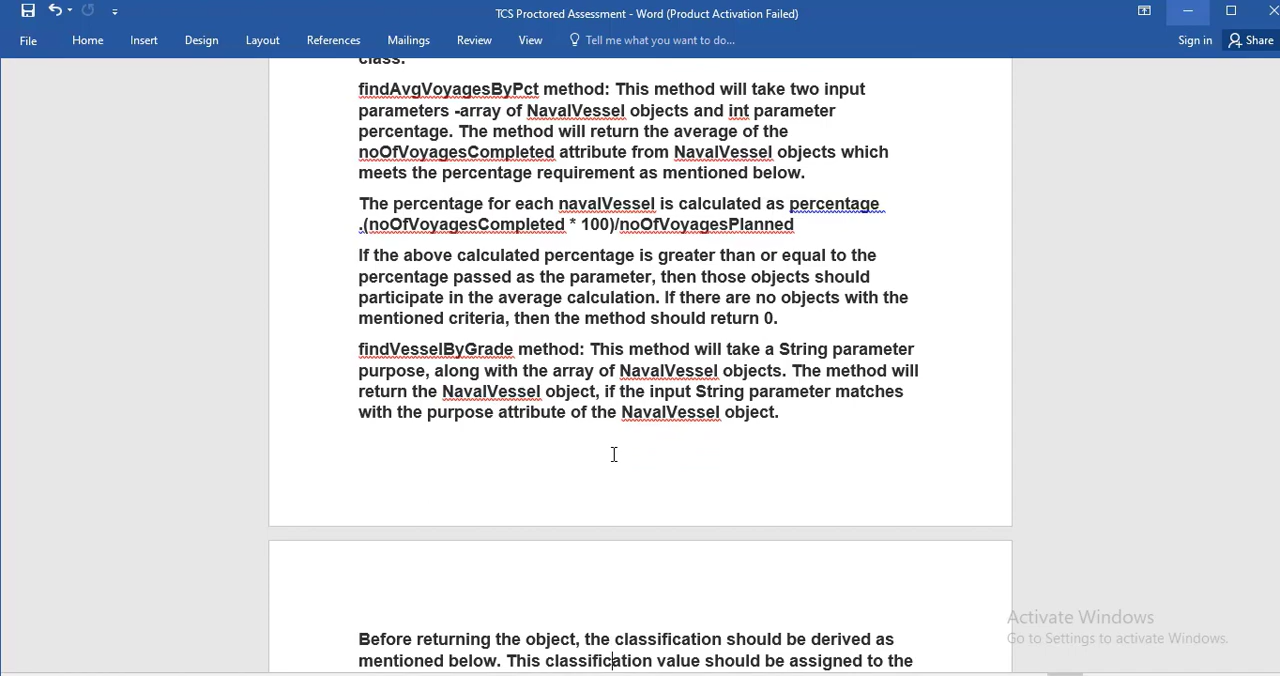 TCS Proctored Assessment - Word (Product Activation Failed)
File Home Insert Design Layout References Mailings Review View Tell me what you want to do... Sign in Share
class.
findAvgVoyagesByPct method: This method will take two input
parameters -array of NavalVessel objects and int parameter
percentage. The method will return the average of the
noOfVoyagesCompleted attribute from NavalVessel objects which
meets the percentage requirement as mentioned below.
The percentage for each navalVessel is calculated as percentage
.(noOfVoyagesCompleted * 100)/noOfVoyagesPlanned
If the above calculated percentage is greater than or equal to the
percentage passed as the parameter, then those objects should
participate in the average calculation. If there are no objects with the
mentioned criteria, then the method should return 0.
findVesselByGrade method: This method will take a String parameter
purpose, along with the array of NavalVessel objects. The method will
return the NavalVessel object, if the input String parameter matches
with the purpose attribute of the NavalVessel object.
Activate Windows
Go to Settings to activate Windows.
Before returning the object, the classification should be derived as
mentioned below. This classification value should be assigned to the